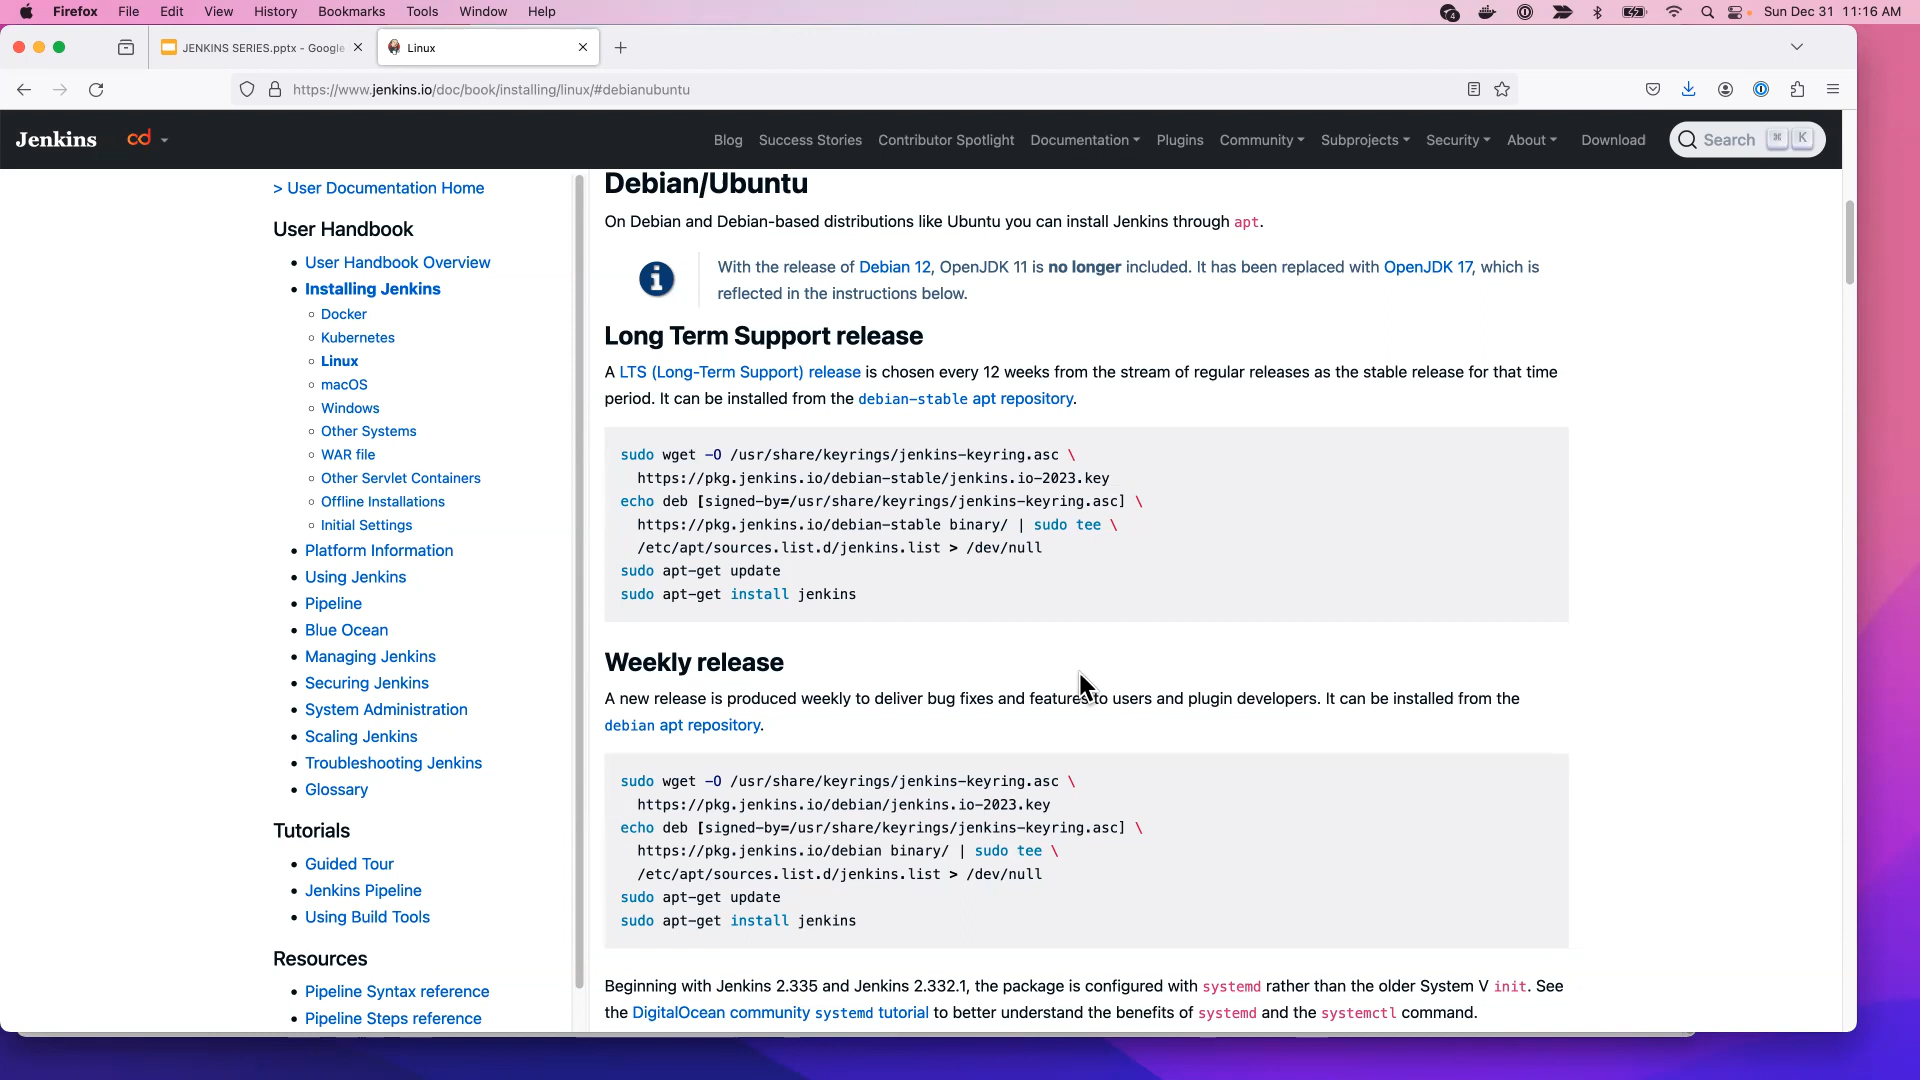 Firefox File Edit View History Bookmarks Tools Window Help
4
Sun Dec 31 11:16 AM
JENKINS SERIES.pptx - Google
Linux
https://www.jenkins.io/doc/book/installing/linux/#debianubuntu
Jenkins
cd
Blog Success Stories Contributor Spotlight Documentation Plugins Community Subprojects Security About Download
Search ⌘ K
> User Documentation Home
User Handbook
User Handbook Overview
Installing Jenkins
Docker
Kubernetes
Linux
macOS
Windows
Other Systems
WAR file
Other Servlet Containers
Offline Installations
Initial Settings
Platform Information
Using Jenkins
Pipeline
Blue Ocean
Managing Jenkins
Securing Jenkins
System Administration
Scaling Jenkins
Troubleshooting Jenkins
Glossary
Tutorials
Guided Tour
Jenkins Pipeline
Using Build Tools
Resources
Pipeline Syntax reference
Pipeline Steps reference
Debian/Ubuntu
On Debian and Debian-based distributions like Ubuntu you can install Jenkins through apt.
With the release of Debian 12, OpenJDK 11 is no longer included. It has been replaced with OpenJDK 17, which is
reflected in the instructions below.
Long Term Support release
A LTS (Long-Term Support) release is chosen every 12 weeks from the stream of regular releases as the stable release for that time
period. It can be installed from the debian-stable apt repository.
sudo wget -O /usr/share/keyrings/jenkins-keyring.asc \
https://pkg.jenkins.io/debian-stable/jenkins.io-2023.key
echo deb [signed-by=/usr/share/keyrings/jenkins-keyring.asc] \
https://pkg.jenkins.io/debian-stable binary/ | sudo tee \
/etc/apt/sources.list.d/jenkins.list > /dev/null
sudo apt-get update
sudo apt-get install jenkins
Weekly release
A new release is produced weekly to deliver bug fixes and features to users and plugin developers. It can be installed from the
debian apt repository.
sudo wget -O /usr/share/keyrings/jenkins-keyring.asc \
https://pkg.jenkins.io/debian/jenkins.io-2023.key
echo deb [signed-by=/usr/share/keyrings/jenkins-keyring.asc] \
https://pkg.jenkins.io/debian binary/ | sudo tee \
/etc/apt/sources.list.d/jenkins.list > /dev/null
sudo apt-get update
sudo apt-get install jenkins
Beginning with Jenkins 2.335 and Jenkins 2.332.1, the package is configured with systemd rather than the older System V init. See
the DigitalOcean community systemd tutorial to better understand the benefits of systemd and the systemctl command.